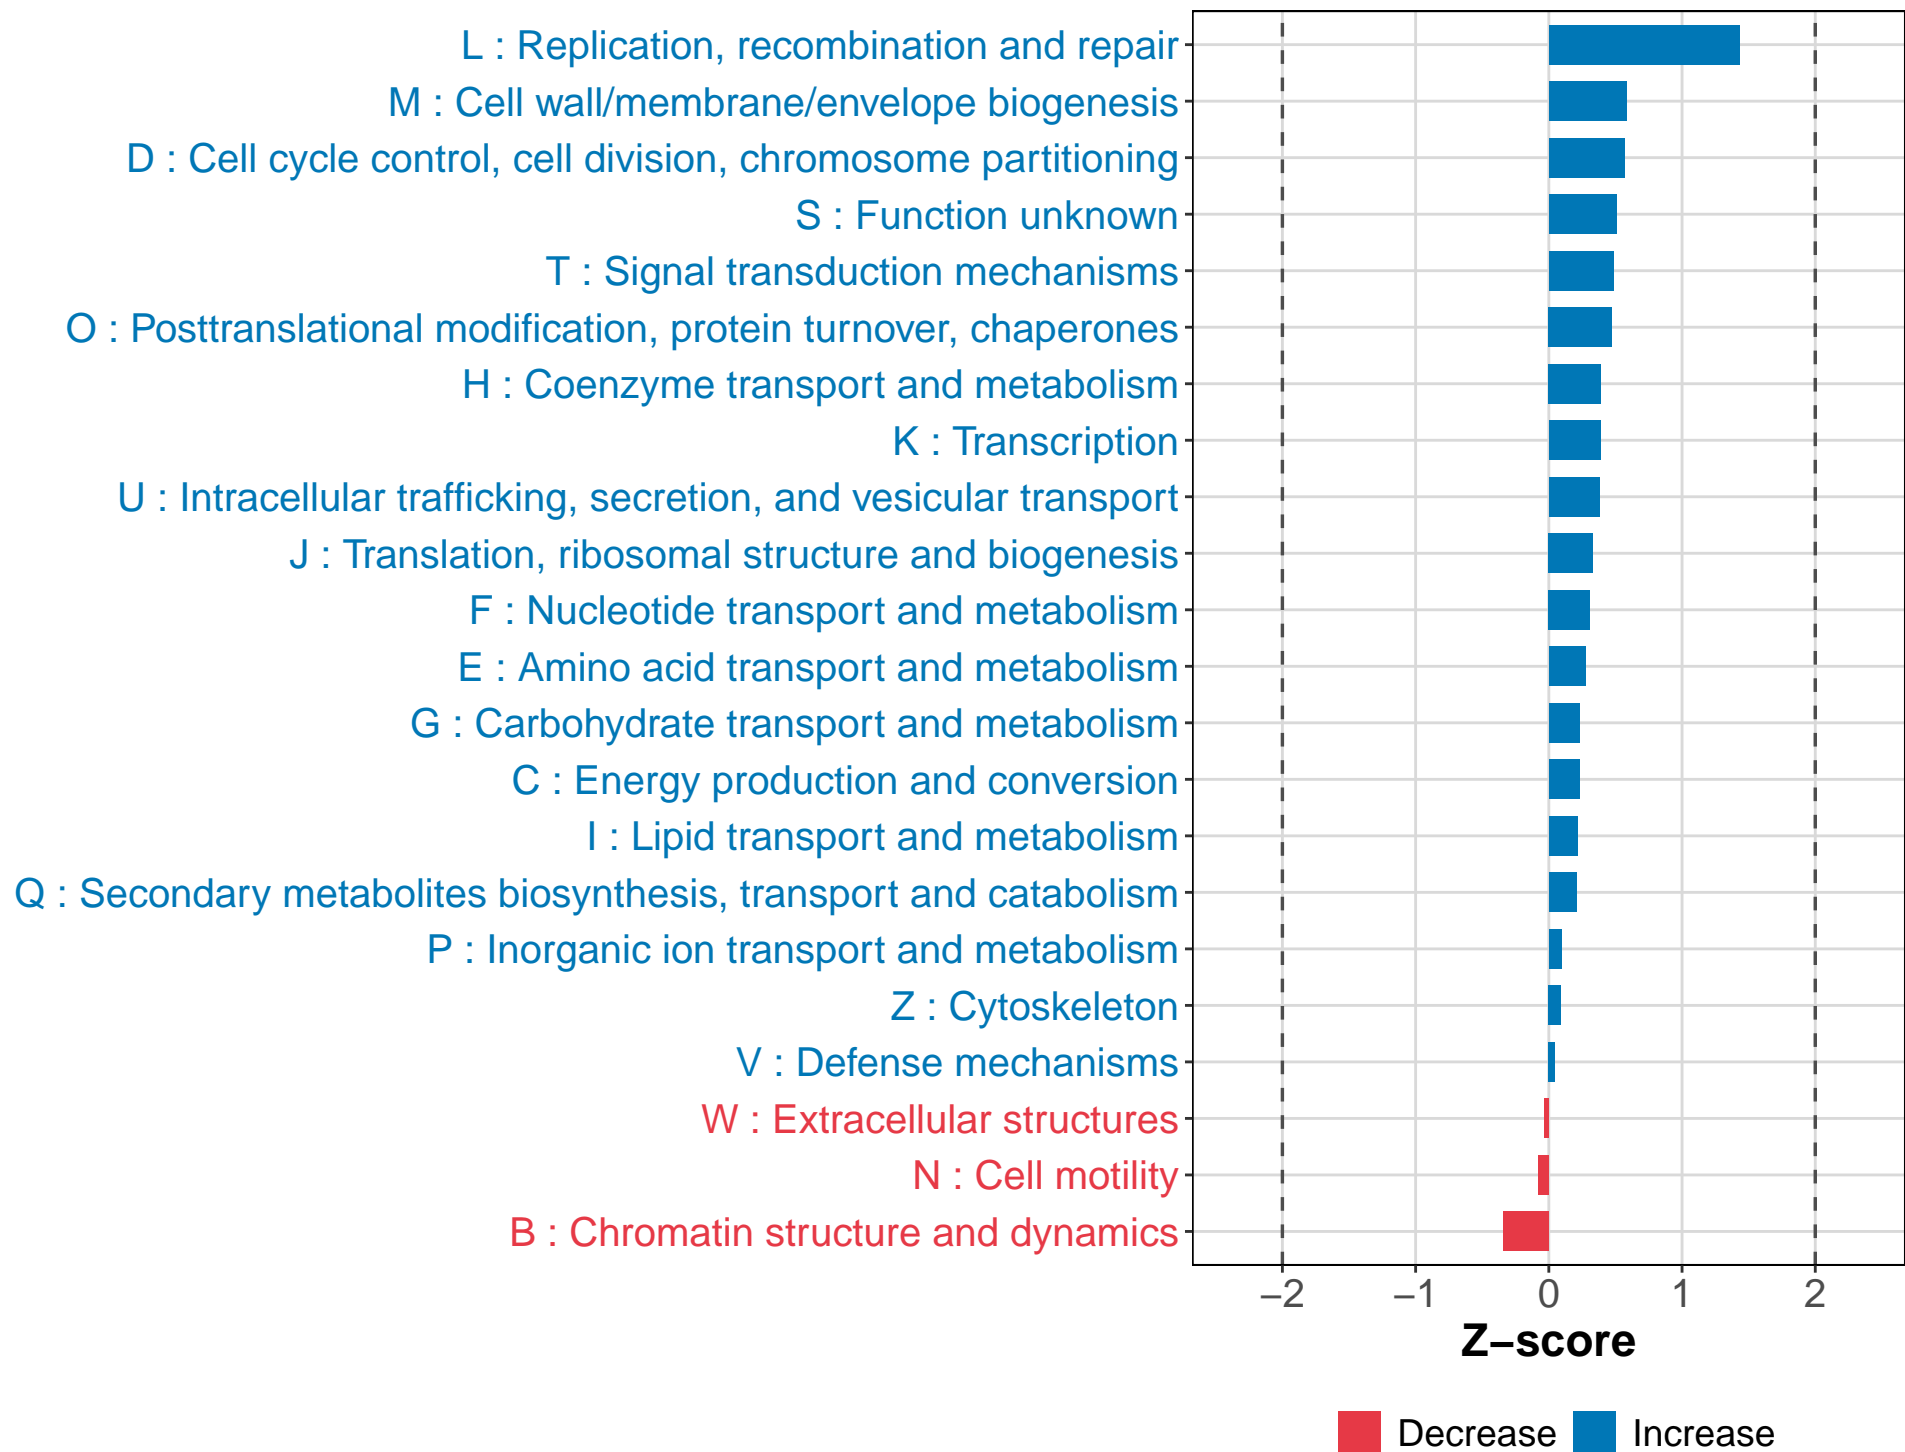 L : Replication, recombination and repair
M : Cell wall/membrane/envelope biogenesis
D : Cell cycle control, cell division, chromosome partitioning
S : Function unknown
T : Signal transduction mechanisms
O : Posttranslational modification, protein turnover, chaperones
H : Coenzyme transport and metabolism
K : Transcription
U : Intracellular trafficking, secretion, and vesicular transport
J : Translation, ribosomal structure and biogenesis
F : Nucleotide transport and metabolism
E : Amino acid transport and metabolism
G : Carbohydrate transport and metabolism
C : Energy production and conversion
I : Lipid transport and metabolism
Q : Secondary metabolites biosynthesis, transport and catabolism
P : Inorganic ion transport and metabolism
Z : Cytoskeleton
V : Defense mechanisms
W : Extracellular structures
N : Cell motility
B : Chromatin structure and dynamics
−2 −1 0 1 2
Z−score
Decrease Increase